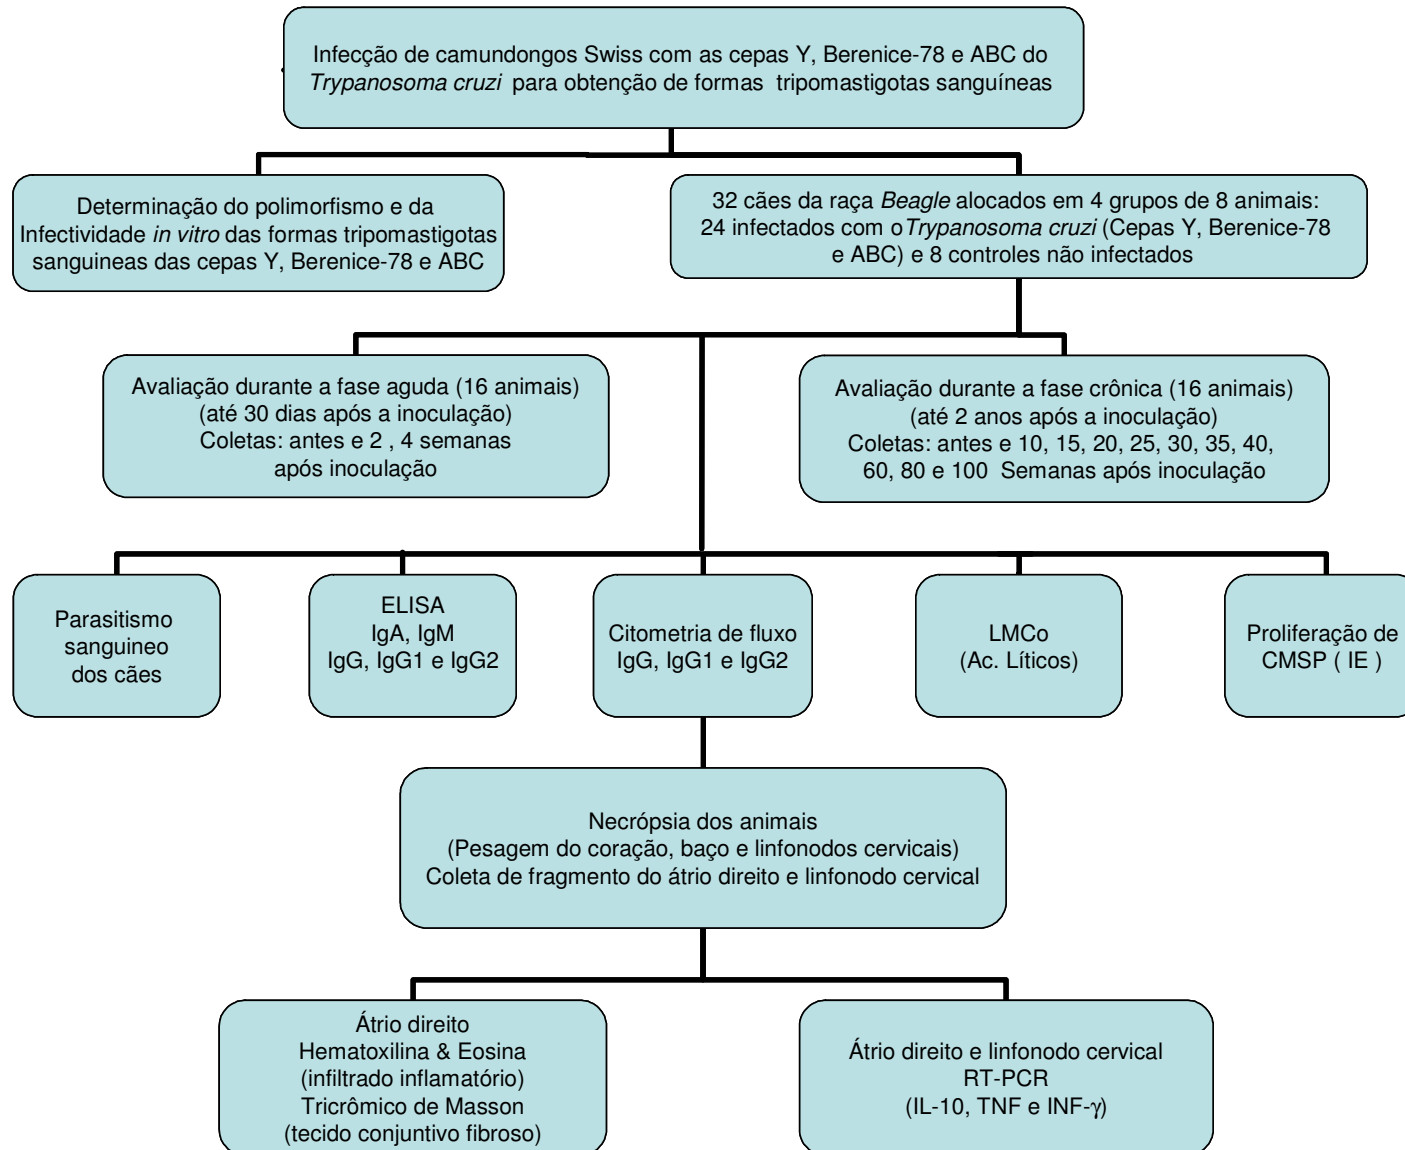 Infecção de camundongos Swiss com as cepas Y, Berenice-78 e ABC do
Trypanosoma cruzi para obtenção de formas tripomastigotas sanguíneas
Determinação do polimorfismo e da
Infectividade in vitro das formas tripomastigotas
sanguineas das cepas Y, Berenice-78 e ABC
32 cães da raça Beagle alocados em 4 grupos de 8 animais:
24 infectados com oTrypanosoma cruzi (Cepas Y, Berenice-78
e ABC) e 8 controles não infectados
Avaliação durante a fase aguda (16 animais)
(até 30 dias após a inoculação)
Coletas: antes e 2 , 4 semanas
após inoculação
Avaliação durante a fase crônica (16 animais)
(até 2 anos após a inoculação)
Coletas: antes e 10, 15, 20, 25, 30, 35, 40,
60, 80 e 100 Semanas após inoculação
Parasitismo
sanguineo
dos cães
ELISA
IgA, IgM
IgG, IgG1 e IgG2
Citometria de fluxo
IgG, IgG1 e IgG2
LMCo
(Ac. Líticos)
Proliferação de
CMSP ( IE )
Necrópsia dos animais
(Pesagem do coração, baço e linfonodos cervicais)
Coleta de fragmento do átrio direito e linfonodo cervical
Átrio direito
Hematoxilina & Eosina
(infiltrado inflamatório)
Tricrômico de Masson
(tecido conjuntivo fibroso)
Átrio direito e linfonodo cervical
RT-PCR
(IL-10, TNF e INF-γ)